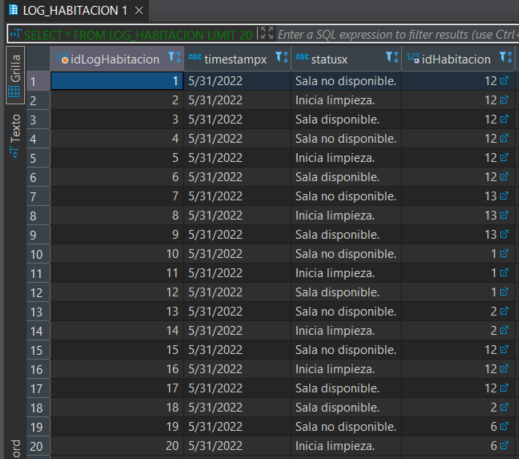 LOG_HABITACION 1
SELECT * FROM LOG_HABITACION LIMIT 20 Enter a SQL expression to filter results (use Ctrl+
Grilla
Texto
idLogHabitacion timestampx statusx idHabitacion
1 1 5/31/2022 Sala no disponible. 12
2 2 5/31/2022 Inicia limpieza. 12
3 3 5/31/2022 Sala disponible. 12
4 4 5/31/2022 Sala no disponible. 12
5 5 5/31/2022 Inicia limpieza. 12
6 6 5/31/2022 Sala disponible. 12
7 7 5/31/2022 Sala no disponible. 13
8 8 5/31/2022 Inicia limpieza. 13
9 9 5/31/2022 Sala disponible. 13
10 10 5/31/2022 Sala no disponible. 1
11 11 5/31/2022 Inicia limpieza. 1
12 12 5/31/2022 Sala disponible. 1
13 13 5/31/2022 Sala no disponible. 2
14 14 5/31/2022 Inicia limpieza. 2
15 15 5/31/2022 Sala no disponible. 12
16 16 5/31/2022 Inicia limpieza. 12
17 17 5/31/2022 Sala disponible. 12
18 18 5/31/2022 Sala disponible. 2
19 19 5/31/2022 Sala no disponible. 6
20 20 5/31/2022 Inicia limpieza. 6
ord